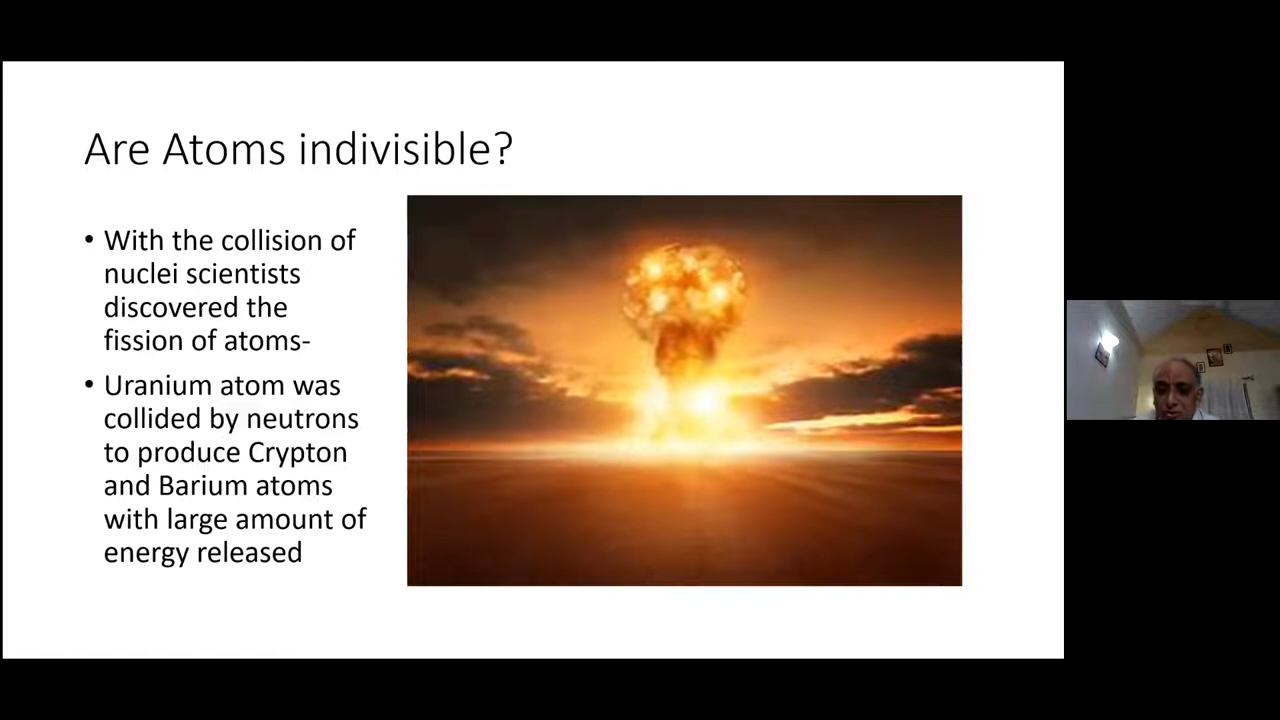 Are Atoms indivisible?
• With the collision of
nuclei scientists
discovered the
fission of atoms-
• Uranium atom was
collided by neutrons
to produce Crypton
and Barium atoms
with large amount of
energy released